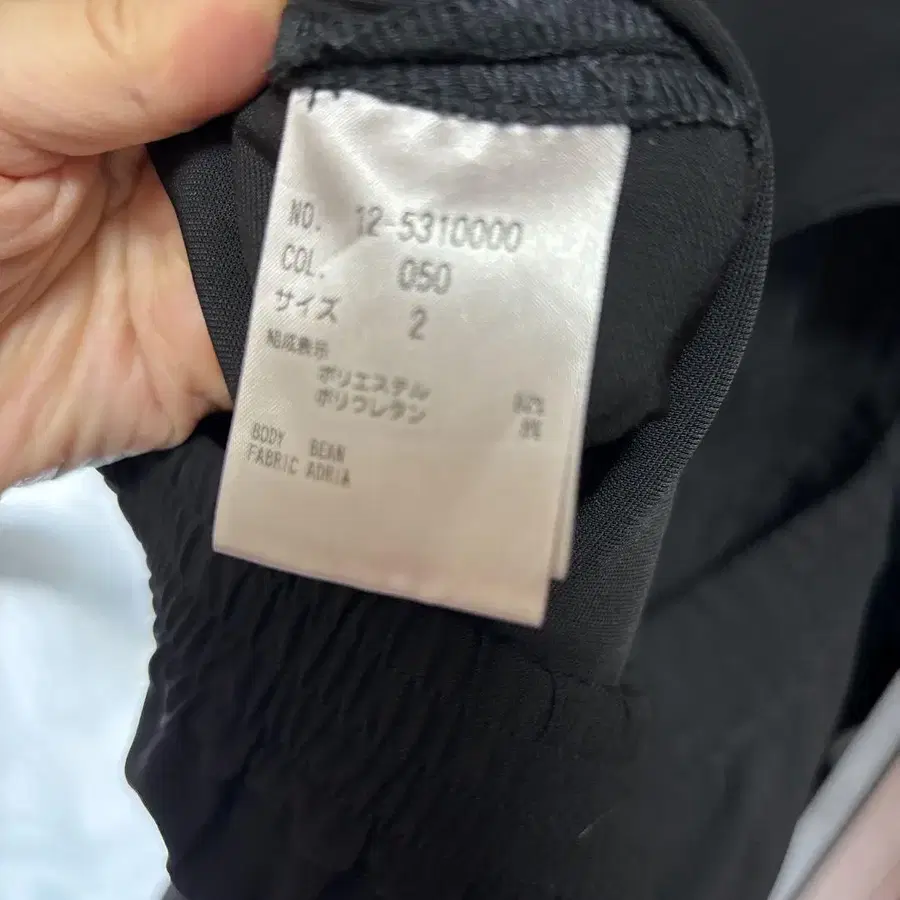 NO. 12-5310000
COL. 050
サイズ 2
組成表示
ポリエステル
ポリウレタン
BODY BEAN
FABRIC ADRIA